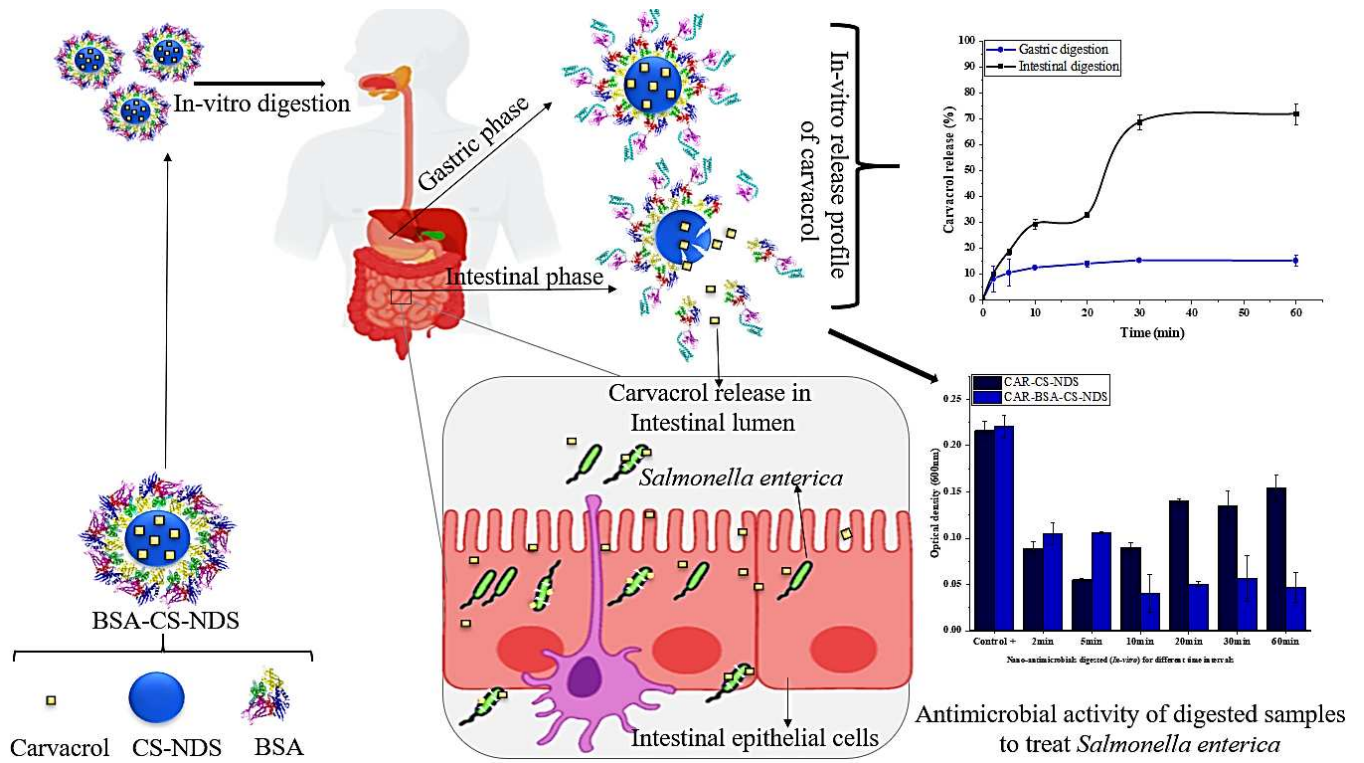 In-vitro digestion
Gastric phase
Intestinal phase
In-vitro release profile
of carvacrol
Gastric digestion
Intestinal digestion
Carvacrol release (%)
100
90
80
70
60
50
40
30
20
10
0
0 10 20 30 40 50 60
Time (min)
BSA-CS-NDS
Carvacrol CS-NDS BSA
Carvacrol release in
Intestinal lumen
Salmonella enterica
Intestinal epithelial cells
CAR-CS-NDS
CAR-BSA-CS-NDS
Optical density (600nm)
0.25
0.20
0.15
0.10
0.05
0.00
Control + 2min 5min 10min 20min 30min 60min
Nano-antimicrobials digested (In-vitro) for different time intervals
Antimicrobial activity of digested samples
to treat Salmonella enterica